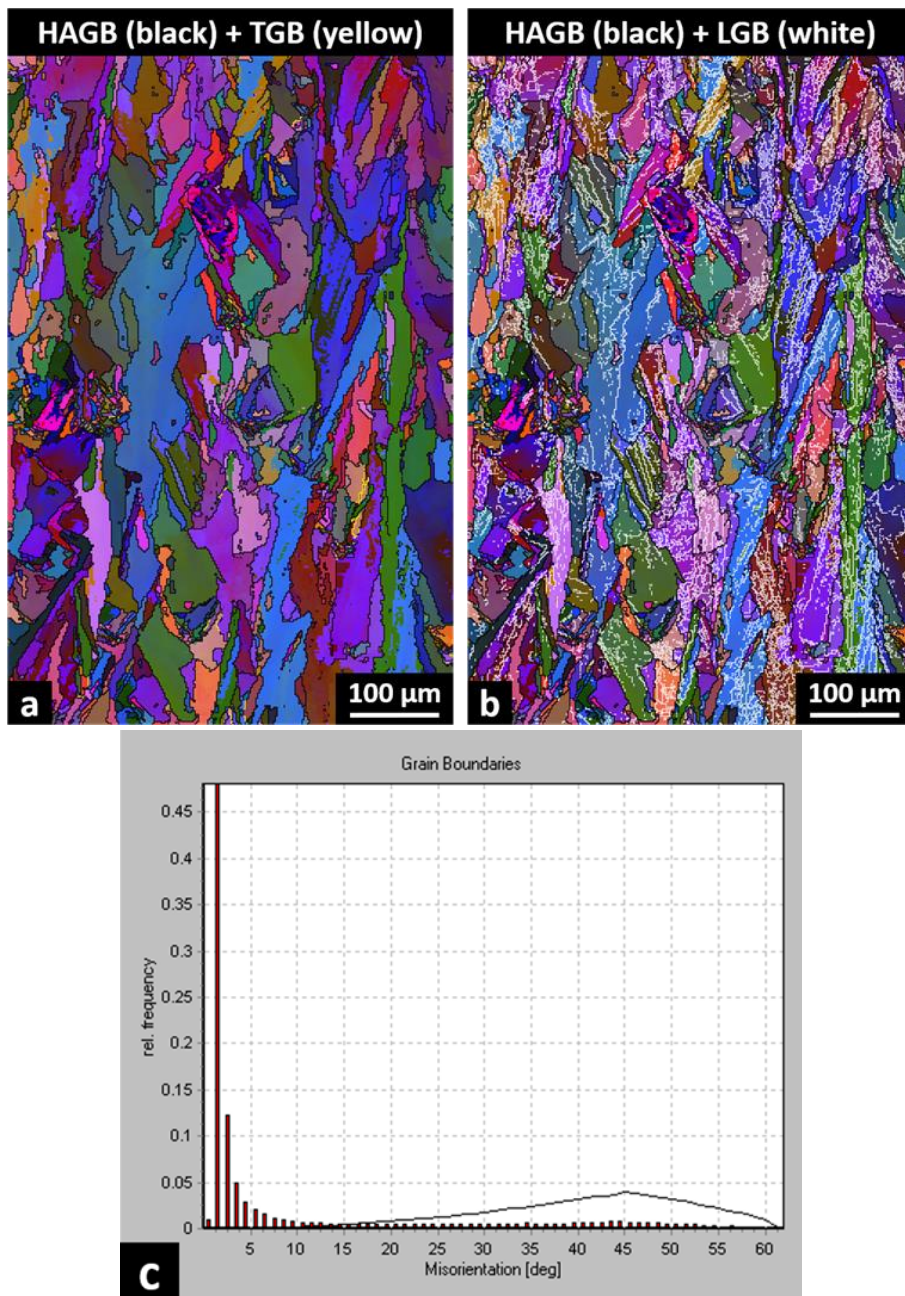 HAGB (black) + TGB (yellow)
HAGB (black) + LGB (white)
a
100 µm
b
100 µm
Grain Boundaries
0.45
0.4
0.35
0.3
0.25
0.2
0.15
0.1
0.05
0
rel. frequency
5 10 15 20 25 30 35 40 45 50 55 60
Misorientation [deg]
c